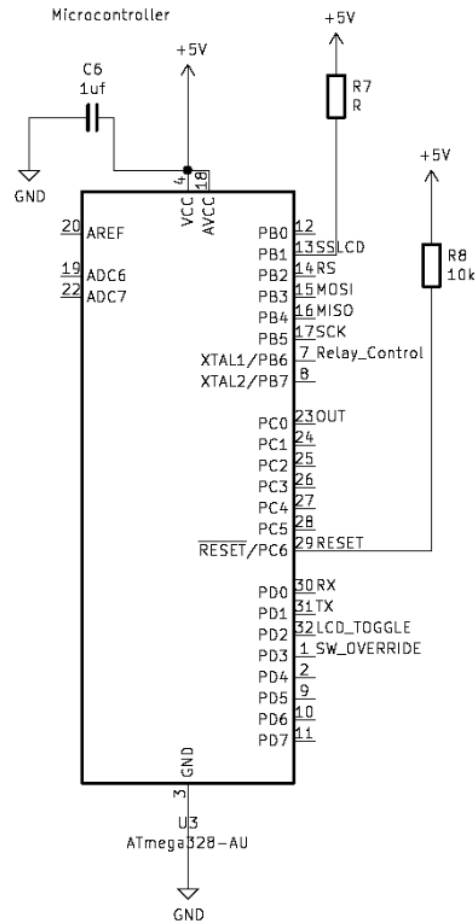 Microcontroller
+5V
+5V
C6
1uf
R7
R
GND
+5V
4
18
VCC
AVCC
20 AREF
PB0 12
PB1 13 SSLCD
R8
10k
19 ADC6
PB2 14 RS
22 ADC7
PB3 15 MOSI
PB4 16 MISO
PB5 17 SCK
XTAL1/PB6 7 Relay_Control
XTAL2/PB7 8
PC0 23 OUT
PC1 24
PC2 25
PC3 26
PC4 27
PC5 28
RESET/PC6 29 RESET
PD0 30 RX
PD1 31 TX
PD2 32 LCD_TOGGLE
PD3 1 SW_OVERRIDE
PD4 2
PD5 9
PD6 10
PD7 11
GND
3
U3
ATmega328-AU
GND